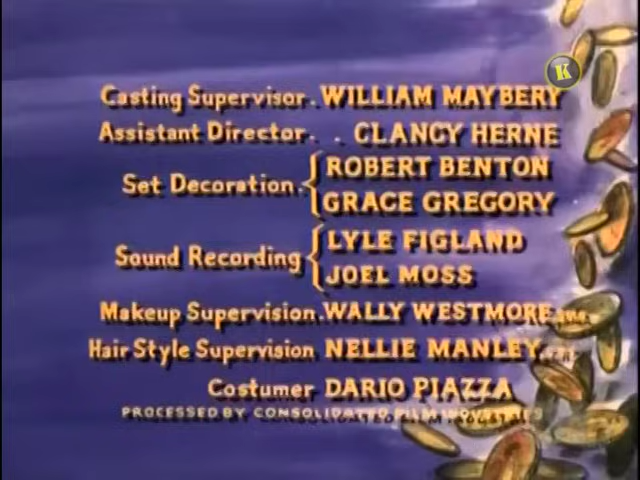 K
Casting Supervisor. WILLIAM MAYBERY
Assistant Director. . CLANCY HERNE
Set Decoration. { ROBERT BENTON
GRACE GREGORY
Sound Recording { LYLE FIGLAND
JOEL MOSS
Makeup Supervision. WALLY WESTMORE
Hair Style Supervision NELLIE MANLEY
Costumer DARIO PIAZZA
PROCESSED BY CONSOLIDATED FILM INDUSTRIES